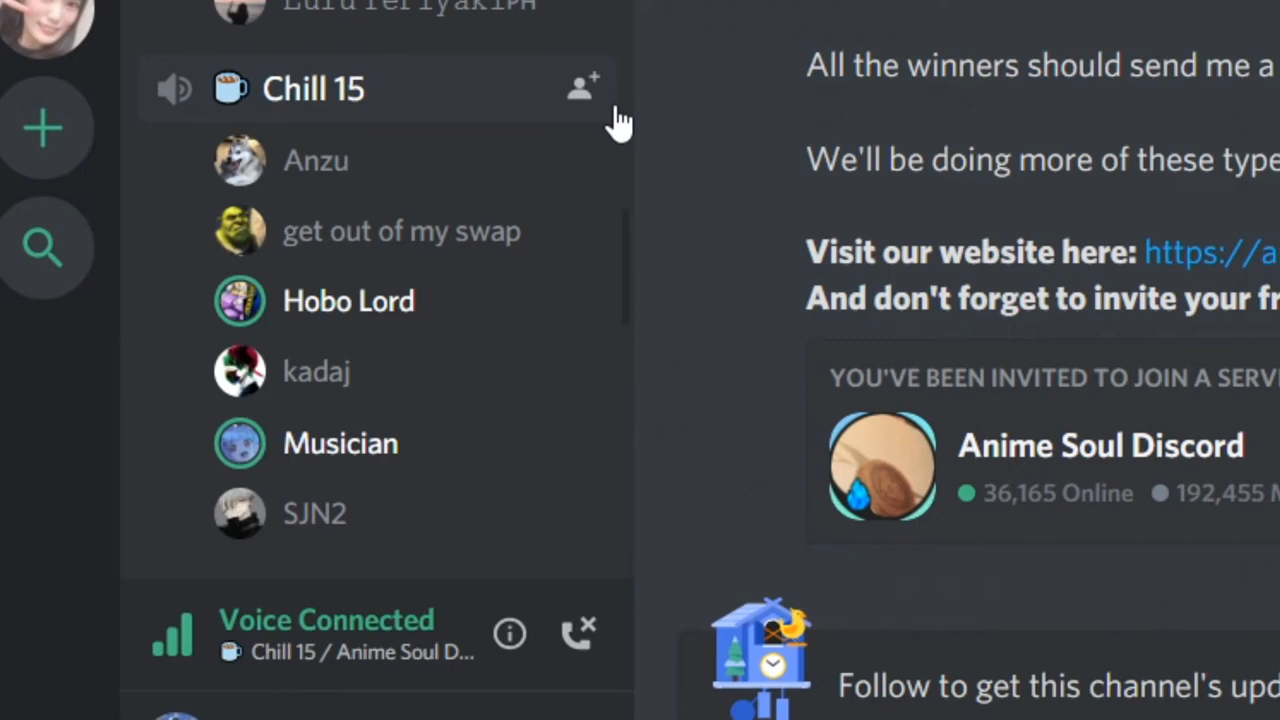 Chill 15
Anzu
get out of my swap
Hobo Lord
kadaj
Musician
SJN2
Voice Connected
Chill 15 / Anime Soul D...
All the winners should send me a
We'll be doing more of these type
Visit our website here: https://a
And don't forget to invite your fr
YOU'VE BEEN INVITED TO JOIN A SERV
Anime Soul Discord
36,165 Online 192,455 M
Follow to get this channel's upd